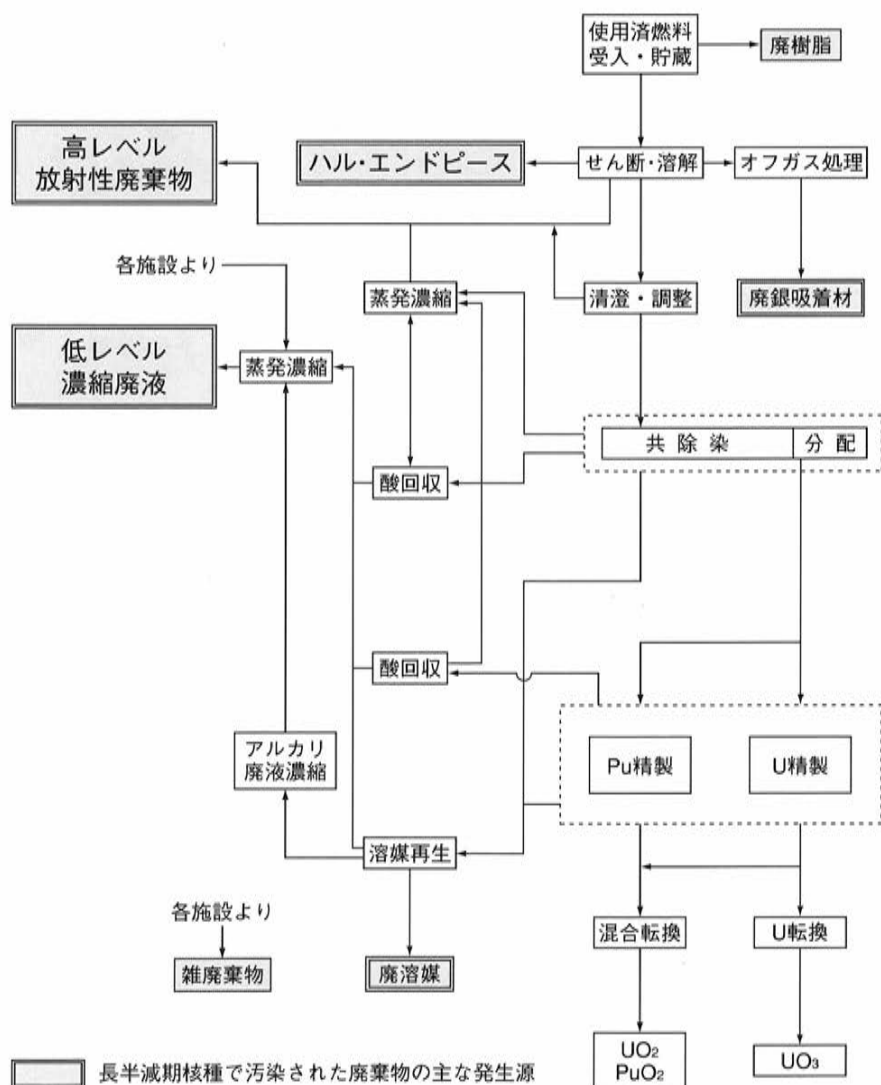 使用済燃料
受入・貯蔵
廃樹脂
高レベル
放射性廃棄物
ハル・エンドピース
せん断・溶解
オフガス処理
各施設より
蒸発濃縮
清澄・調整
廃銀吸着材
低レベル
濃縮廃液
蒸発濃縮
共除染
分配
酸回収
酸回収
アルカリ
廃液濃縮
Pu精製
U精製
溶媒再生
各施設より
混合転換
U転換
雑廃棄物
廃溶媒
UO₂
PuO₂
UO₃
長半減期核種で汚染された廃棄物の主な発生源